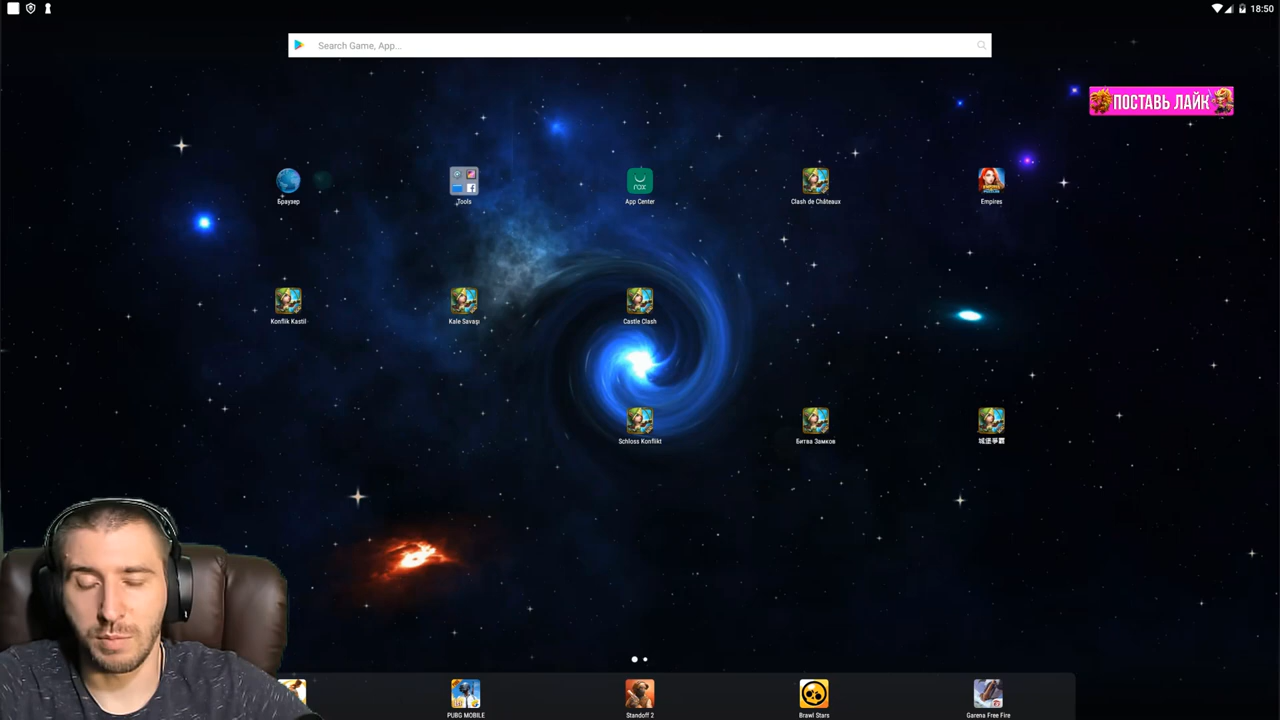 18:50
Search Game, App...
ПОСТАВЬ ЛАЙК
Браузер
Tools
App Center
Clash de Châteaux
Empires
Konflik Kastil
Kale Savaşı
Castle Clash
Schloss Konflikt
Битва Замков
城堡爭霸
PUBG MOBILE
Standoff 2
Brawl Stars
Garena Free Fire